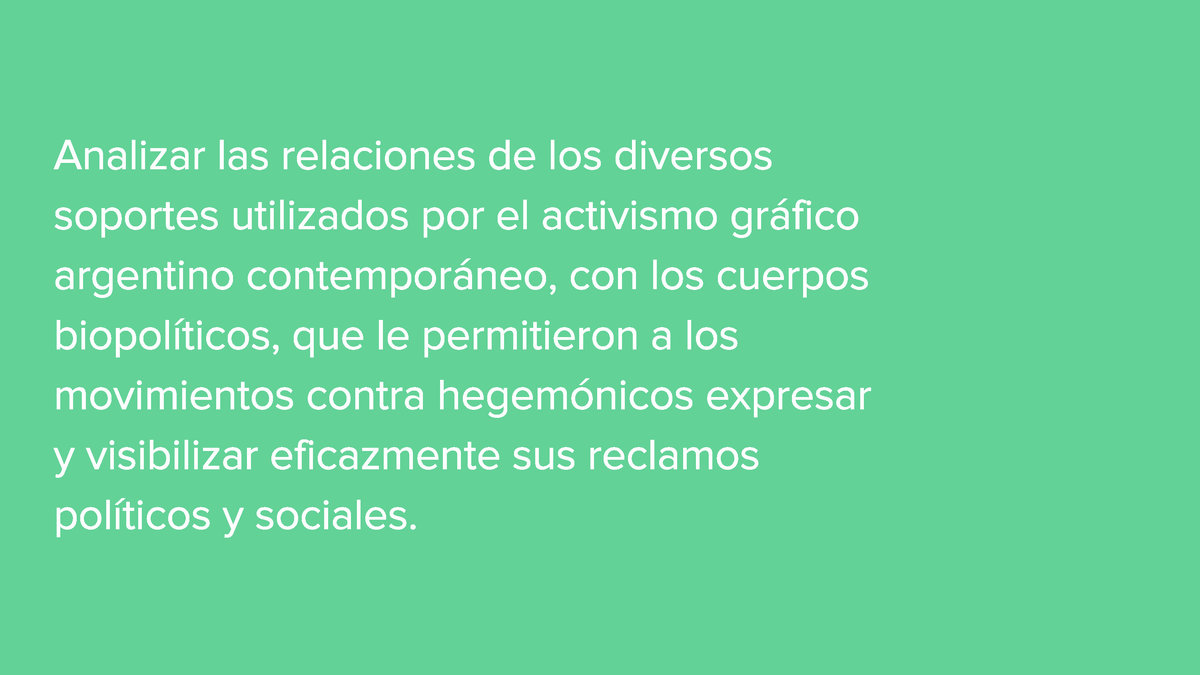 Analizar las relaciones de los diversos
soportes utilizados por el activismo gráfico
argentino contemporáneo, con los cuerpos
biopolíticos, que le permitieron a los
movimientos contra hegemónicos expresar
y visibilizar eficazmente sus reclamos
políticos y sociales.